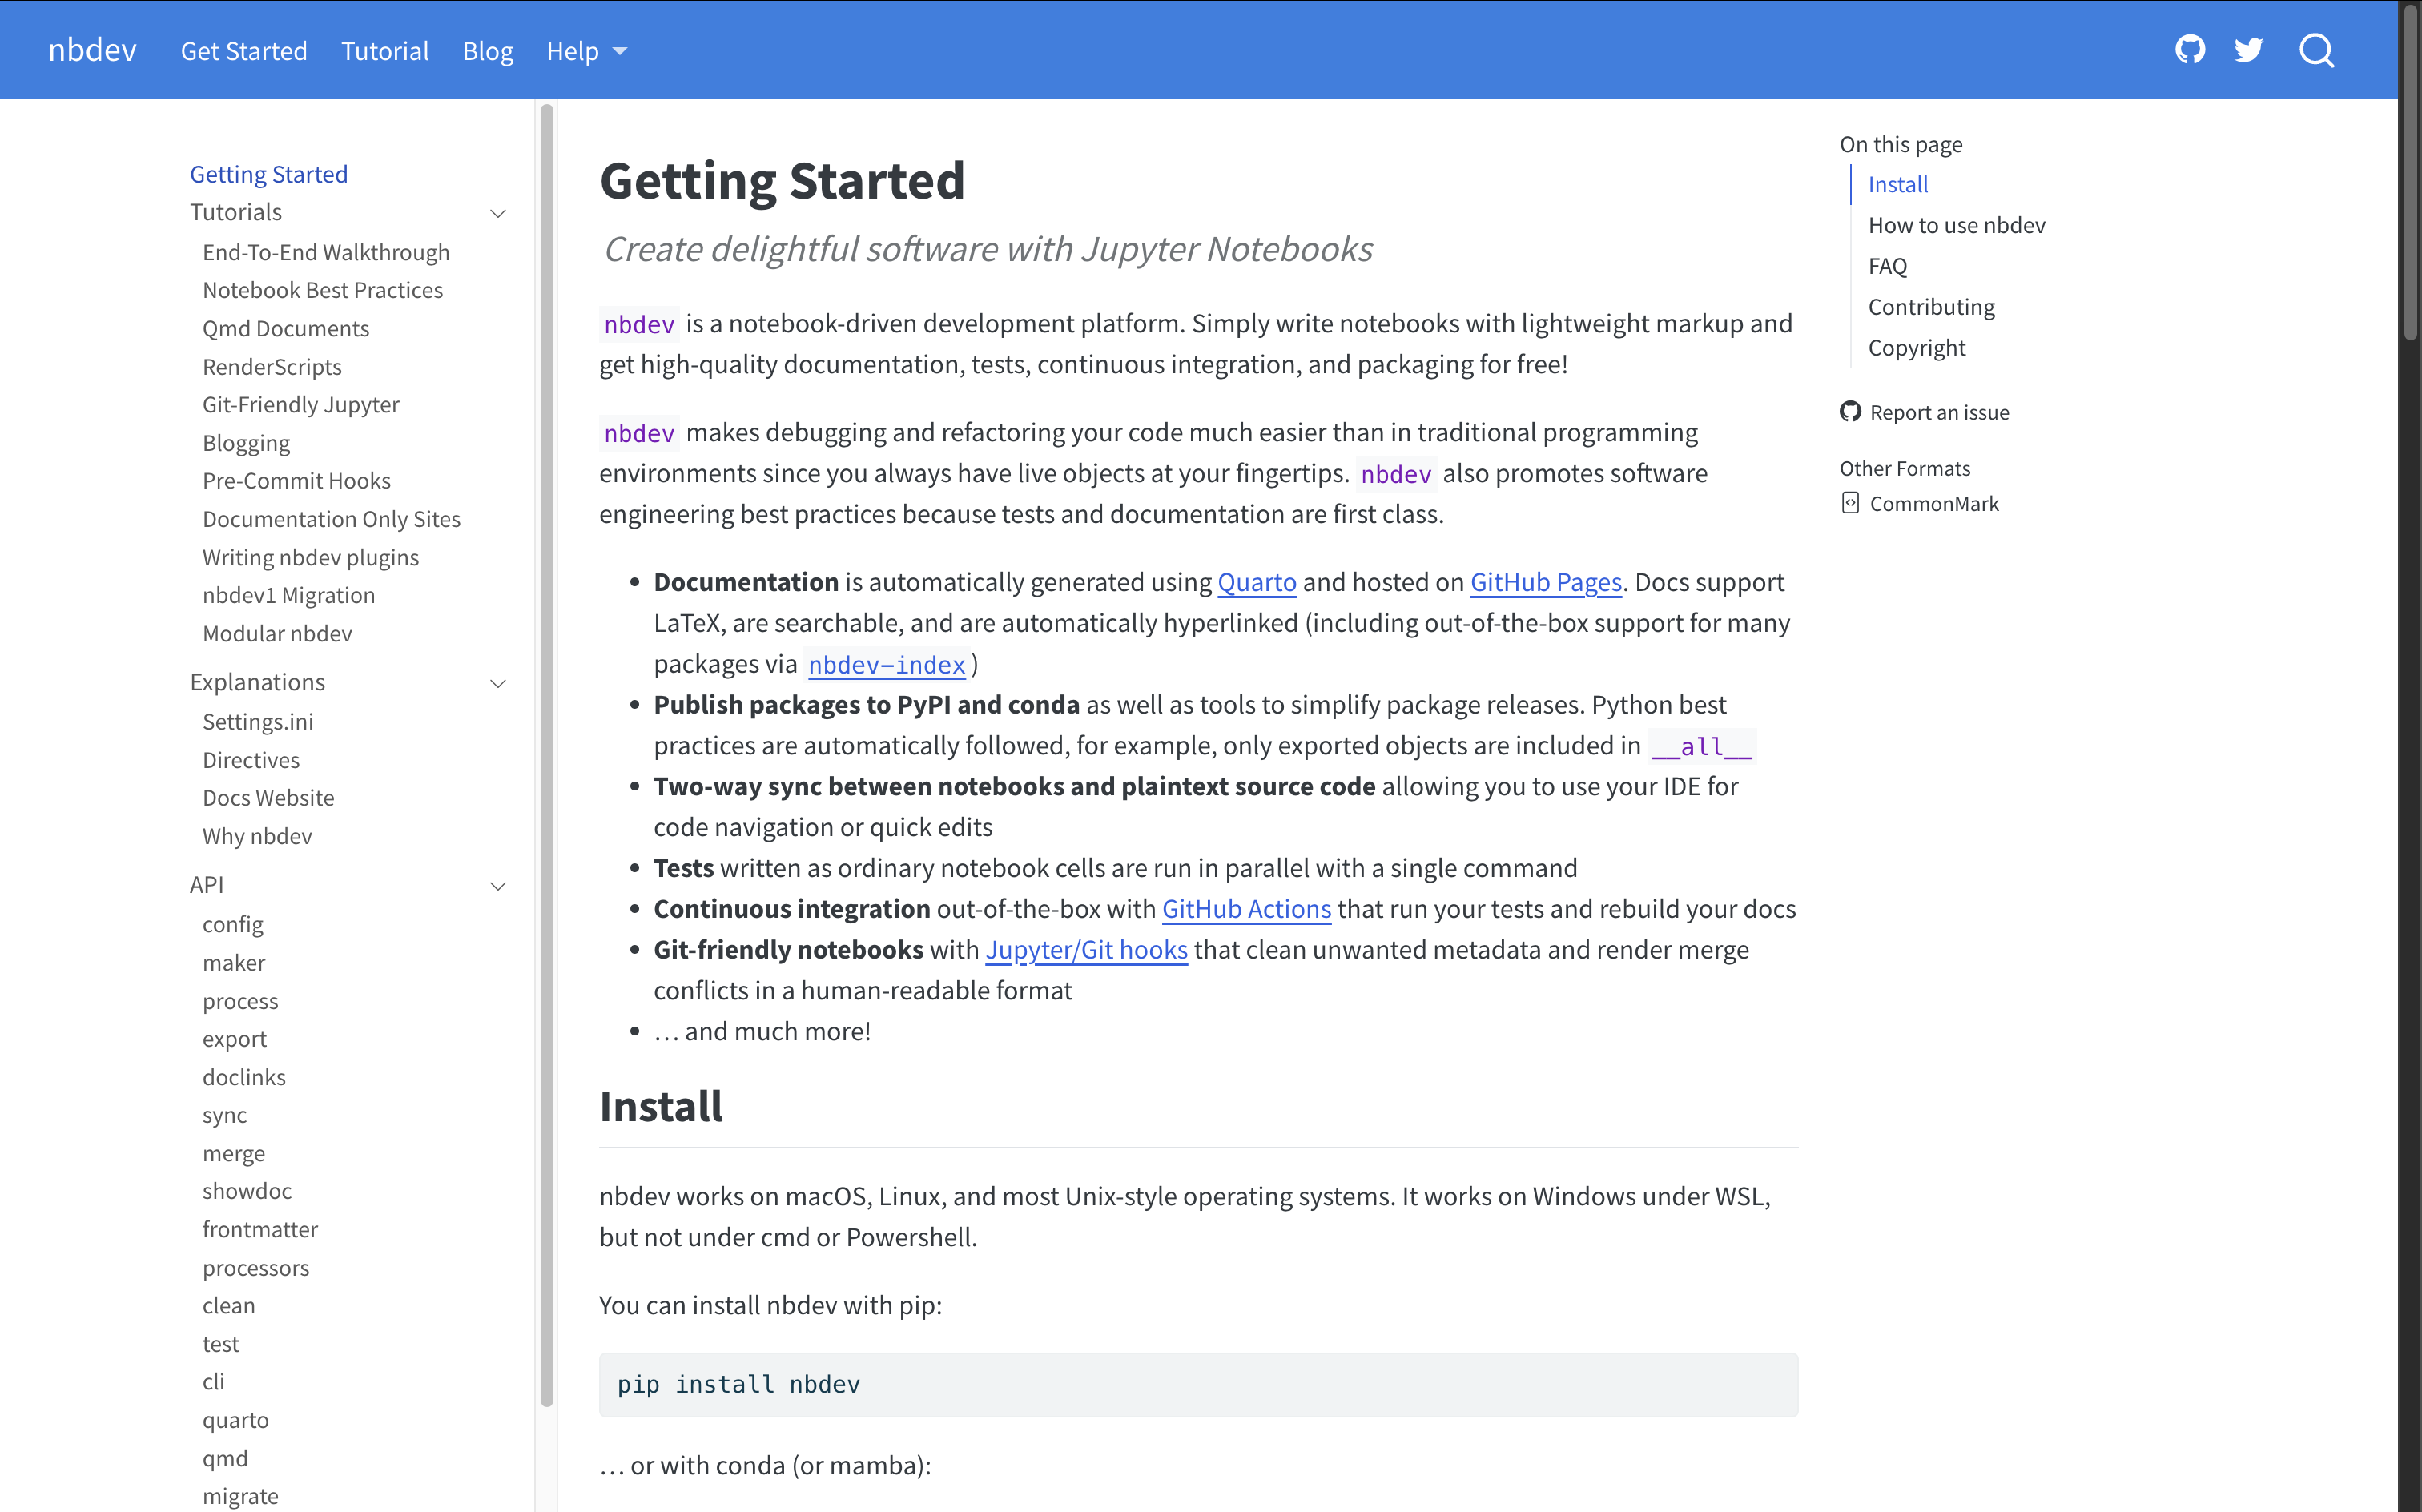 nbdev Get Started Tutorial Blog Help
Getting Started
Tutorials
End-To-End Walkthrough
Notebook Best Practices
Qmd Documents
RenderScripts
Git-Friendly Jupyter
Blogging
Pre-Commit Hooks
Documentation Only Sites
Writing nbdev plugins
nbdev1 Migration
Modular nbdev
Explanations
Settings.ini
Directives
Docs Website
Why nbdev
API
config
maker
process
export
doclinks
sync
merge
showdoc
frontmatter
processors
clean
test
cli
quarto
qmd
migrate
Getting Started
Create delightful software with Jupyter Notebooks
nbdev is a notebook-driven development platform. Simply write notebooks with lightweight markup and
get high-quality documentation, tests, continuous integration, and packaging for free!
nbdev makes debugging and refactoring your code much easier than in traditional programming
environments since you always have live objects at your fingertips. nbdev also promotes software
engineering best practices because tests and documentation are first class.
• Documentation is automatically generated using Quarto and hosted on GitHub Pages. Docs support
LaTeX, are searchable, and are automatically hyperlinked (including out-of-the-box support for many
packages via nbdev-index)
• Publish packages to PyPI and conda as well as tools to simplify package releases. Python best
practices are automatically followed, for example, only exported objects are included in __all__
• Two-way sync between notebooks and plaintext source code allowing you to use your IDE for
code navigation or quick edits
• Tests written as ordinary notebook cells are run in parallel with a single command
• Continuous integration out-of-the-box with GitHub Actions that run your tests and rebuild your docs
• Git-friendly notebooks with Jupyter/Git hooks that clean unwanted metadata and render merge
conflicts in a human-readable format
• … and much more!
Install
nbdev works on macOS, Linux, and most Unix-style operating systems. It works on Windows under WSL,
but not under cmd or Powershell.
You can install nbdev with pip:
pip install nbdev
… or with conda (or mamba):
On this page
Install
How to use nbdev
FAQ
Contributing
Copyright
Report an issue
Other Formats
CommonMark